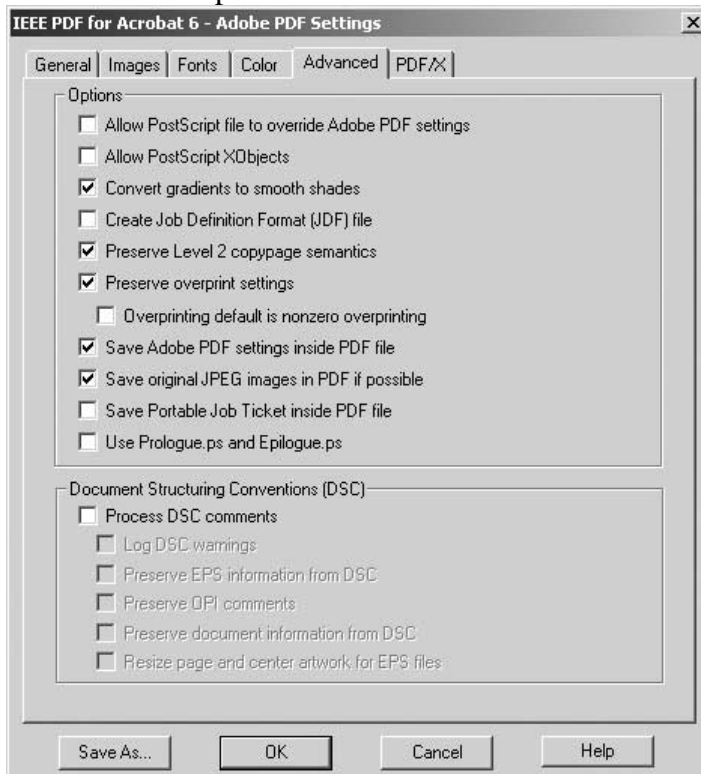 IEEE PDF for Acrobat 6 - Adobe PDF Settings
General Images Fonts Color Advanced PDF/X
Options
Allow PostScript file to override Adobe PDF settings
Allow PostScript XObjects
Convert gradients to smooth shades
Create Job Definition Format (JDF) file
Preserve Level 2 copypage semantics
Preserve overprint settings
Overprinting default is nonzero overprinting
Save Adobe PDF settings inside PDF file
Save original JPEG images in PDF if possible
Save Portable Job Ticket inside PDF file
Use Prologue.ps and Epilogue.ps
Document Structuring Conventions (DSC)
Process DSC comments
Log DSC warnings
Preserve EPS information from DSC
Preserve OPI comments
Preserve document information from DSC
Resize page and center artwork for EPS files
Save As... OK Cancel Help